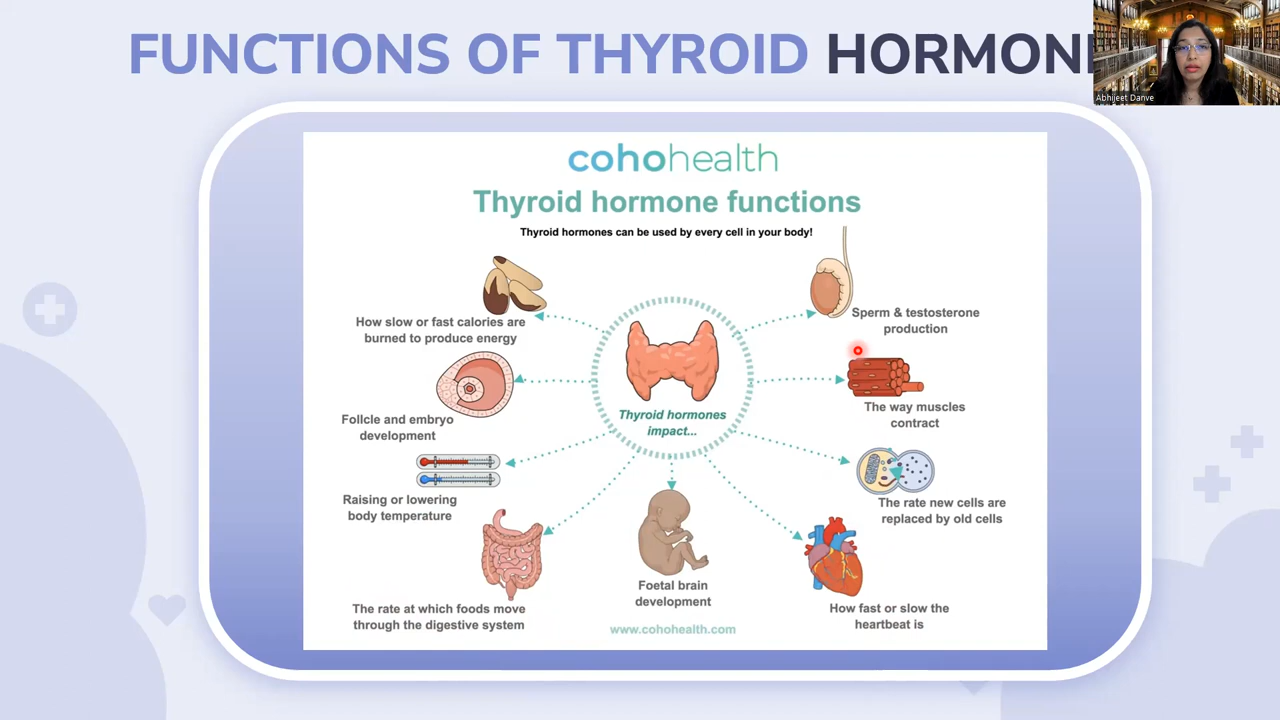 FUNCTIONS OF THYROID HORMON
Abhijeet Danve
cohohealth
Thyroid hormone functions
Thyroid hormones can be used by every cell in your body!
How slow or fast calories are
burned to produce energy
Sperm & testosterone
production
Follcle and embryo
development
Thyroid hormones
impact...
The way muscles
contract
Raising or lowering
body temperature
The rate new cells are
replaced by old cells
The rate at which foods move
through the digestive system
Foetal brain
development
How fast or slow the
heartbeat is
www.cohohealth.com